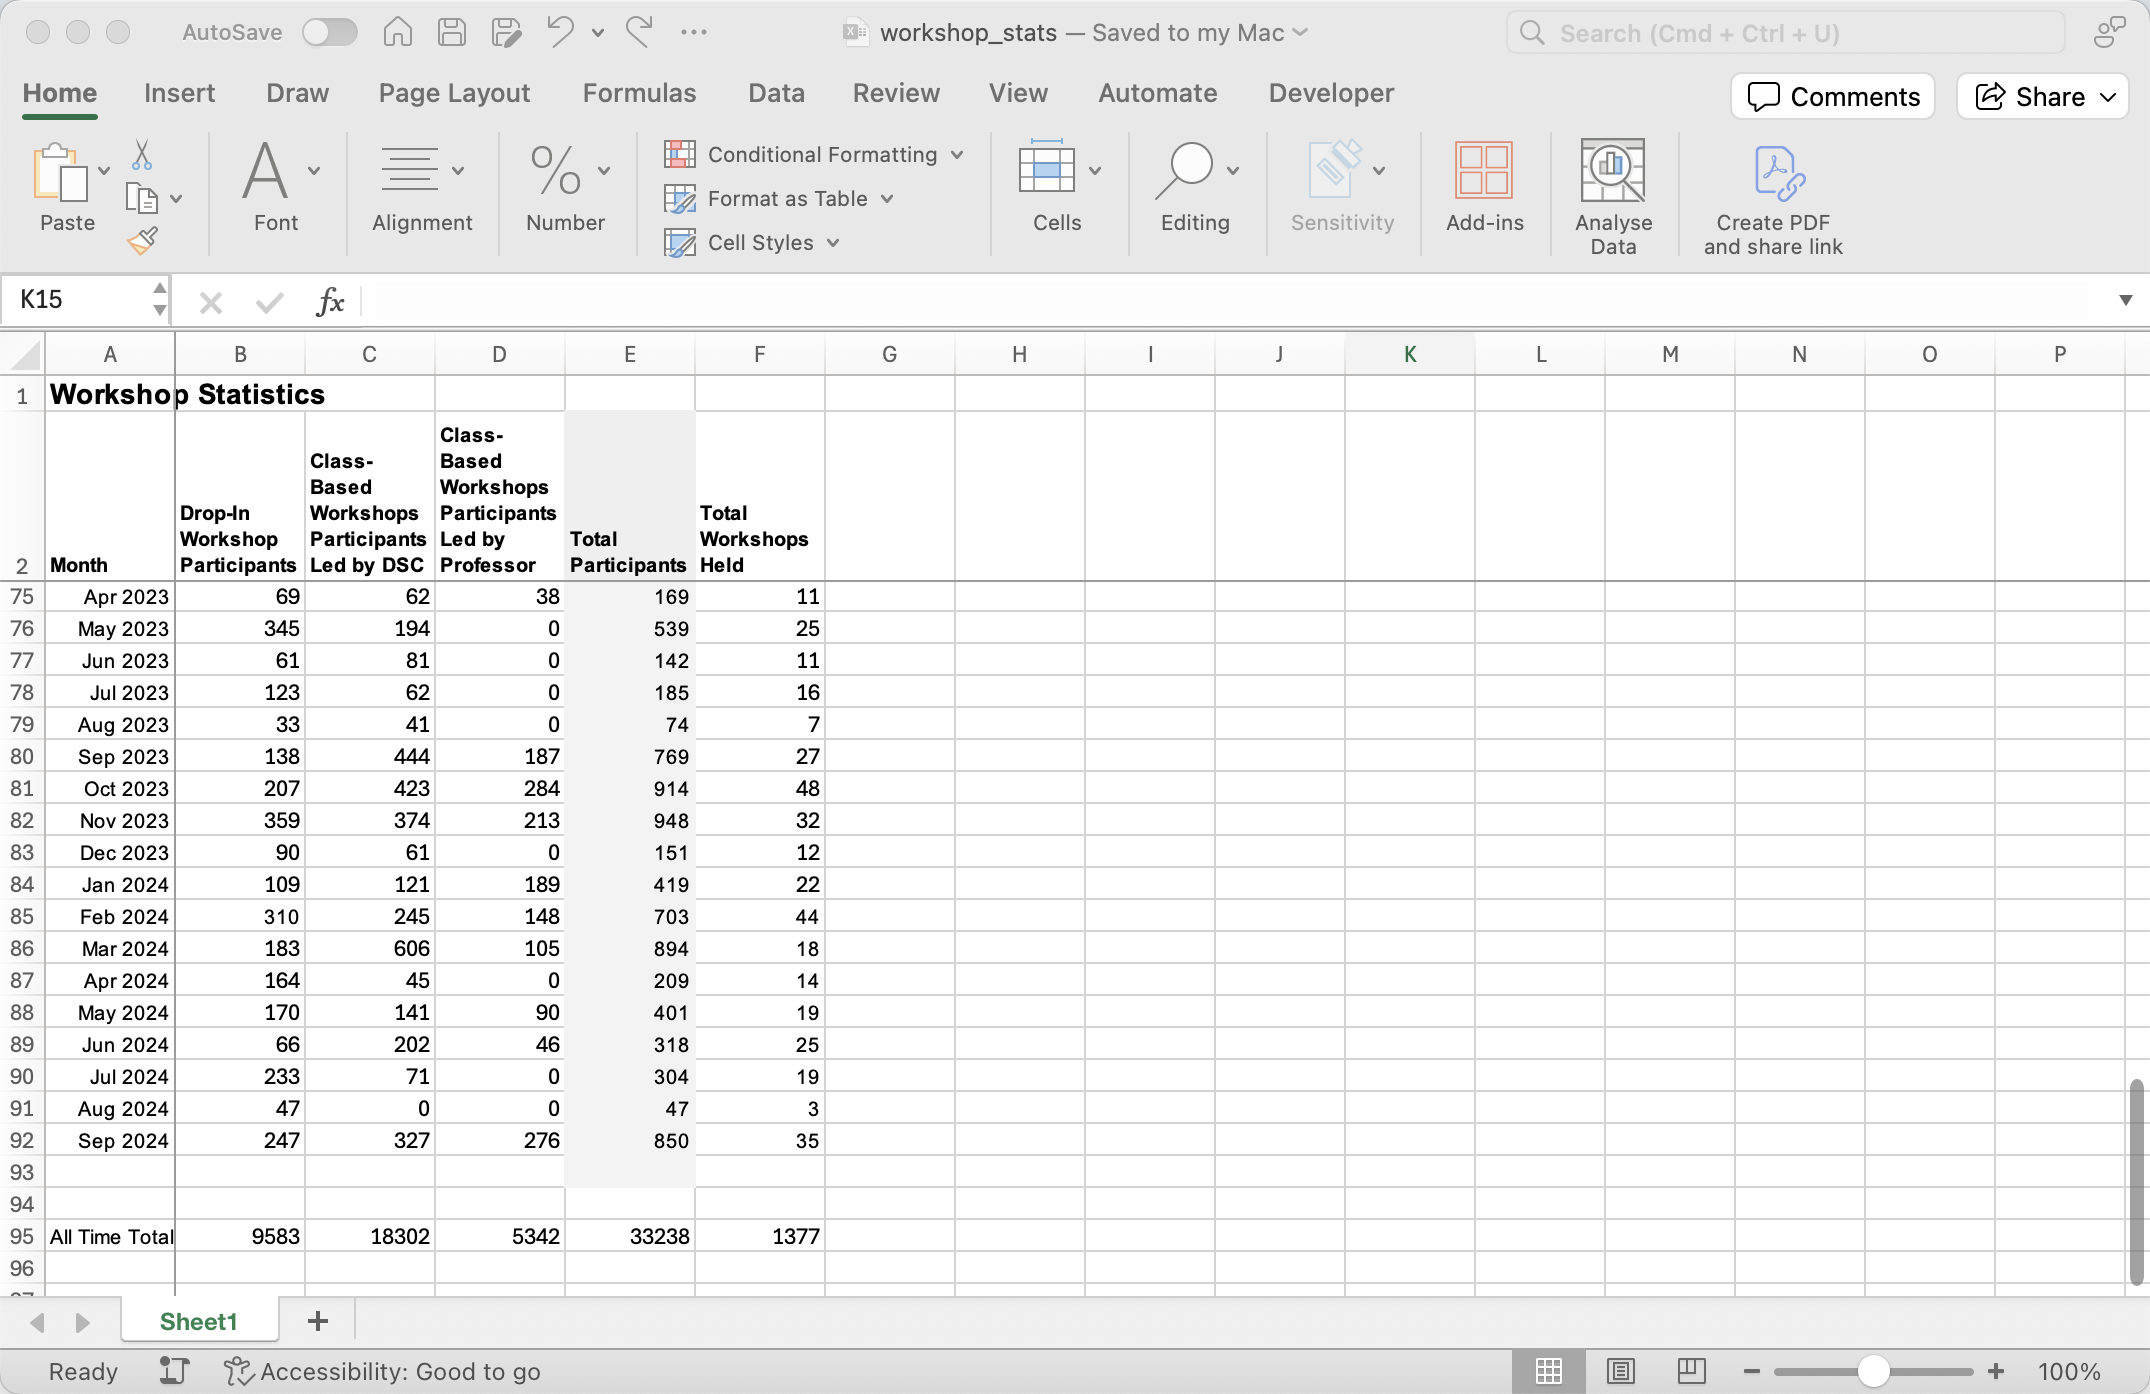 AutoSave workshop_stats — Saved to my Mac Search (Cmd + Ctrl + U)
Home Insert Draw Page Layout Formulas Data Review View Automate Developer Comments Share
Paste Font Alignment % Number Conditional Formatting Format as Table Cell Styles Cells Editing Sensitivity Add-ins Analyse Data Create PDF and share link
K15 fx
A B C D E F G H I J K L M N O P
1 Workshop Statistics
2 Month Drop-In Workshop Participants Class-Based Workshops Participants Led by DSC Class-Based Workshops Participants Led by Professor Total Participants Total Workshops Held
75 Apr 2023 69 62 38 169 11
76 May 2023 345 194 0 539 25
77 Jun 2023 61 81 0 142 11
78 Jul 2023 123 62 0 185 16
79 Aug 2023 33 41 0 74 7
80 Sep 2023 138 444 187 769 27
81 Oct 2023 207 423 284 914 48
82 Nov 2023 359 374 213 948 32
83 Dec 2023 90 61 0 151 12
84 Jan 2024 109 121 189 419 22
85 Feb 2024 310 245 148 703 44
86 Mar 2024 183 606 105 894 18
87 Apr 2024 164 45 0 209 14
88 May 2024 170 141 90 401 19
89 Jun 2024 66 202 46 318 25
90 Jul 2024 233 71 0 304 19
91 Aug 2024 47 0 0 47 3
92 Sep 2024 247 327 276 850 35
93
94
95 All Time Total 9583 18302 5342 33238 1377
96
Sheet1 +
Ready Accessibility: Good to go 100%